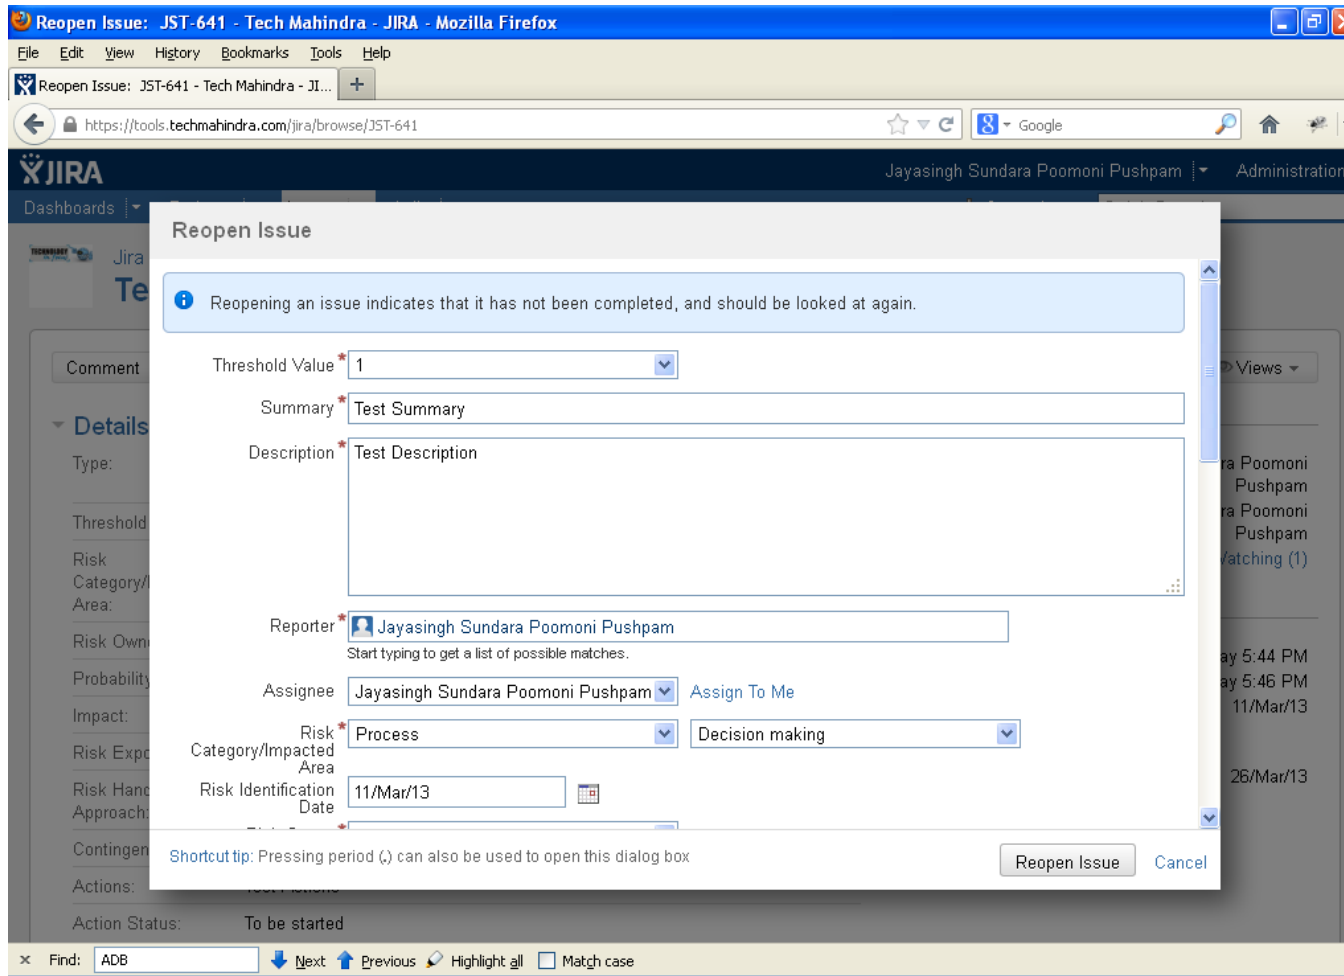 Reopen Issue: JST-641 - Tech Mahindra - JIRA - Mozilla Firefox
File Edit View History Bookmarks Tools Help
Reopen Issue: JST-641 - Tech Mahindra - JI... +
https://tools.techmahindra.com/jira/browse/JST-641 Google
JIRA Jayasingh Sundara Poomoni Pushpam Administration
Dashboards
Reopen Issue
TECHNOLOGY
Jira
Te
Reopening an issue indicates that it has not been completed, and should be looked at again.
Comment Threshold Value* 1 Views
Summary* Test Summary
Details
Description* Test Description
Type: ra Poomoni
Pushpam
Threshold ra Poomoni
Pushpam
Risk Watching (1)
Category/I
Area:
Reporter* Jayasingh Sundara Poomoni Pushpam
Risk Own
Start typing to get a list of possible matches.
ay 5:44 PM
Probability ay 5:46 PM
Assignee Jayasingh Sundara Poomoni Pushpam Assign To Me
Impact: 11/Mar/13
Risk* Process Decision making
Category/Impacted
Area
Risk Expo
Risk Identification 11/Mar/13
Date
Risk Hand 26/Mar/13
Approach:
Contingen
Shortcut tip: Pressing period (.) can also be used to open this dialog box Reopen Issue Cancel
Actions:
Action Status: To be started
× Find: ADB Next Previous Highlight all Match case